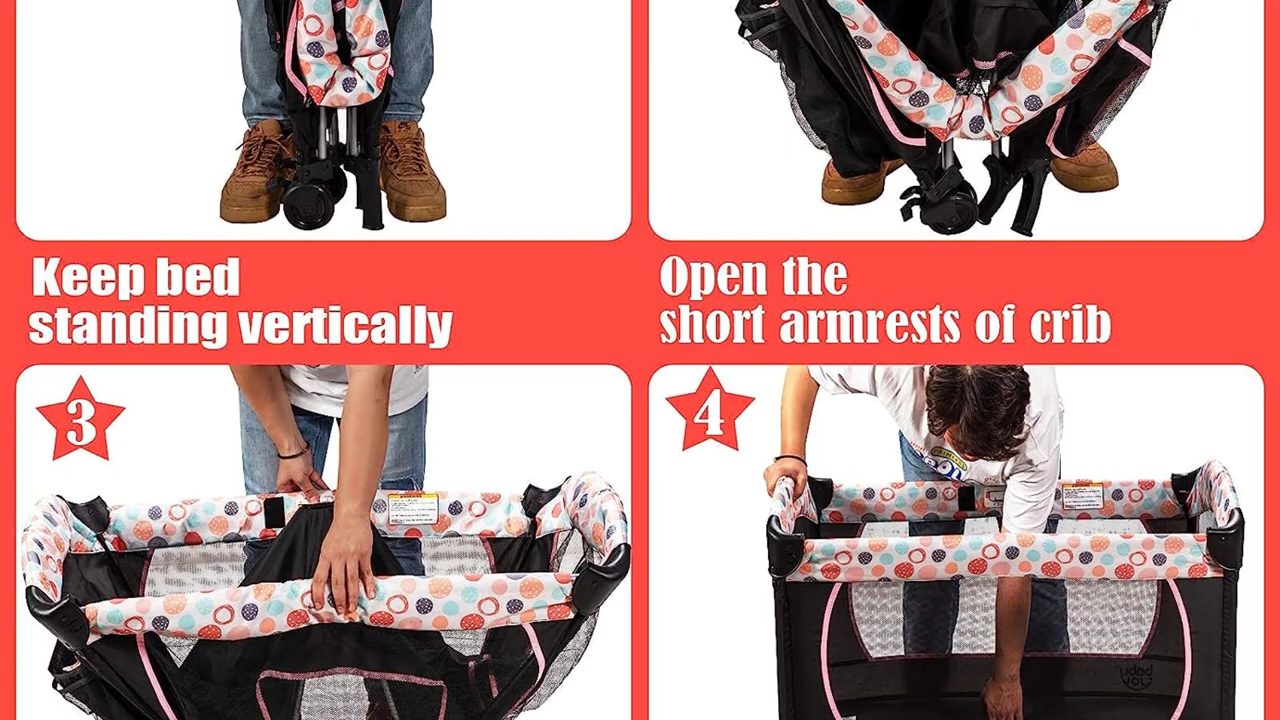 Keep bed
standing vertically
Open the
short armrests of crib
3
4